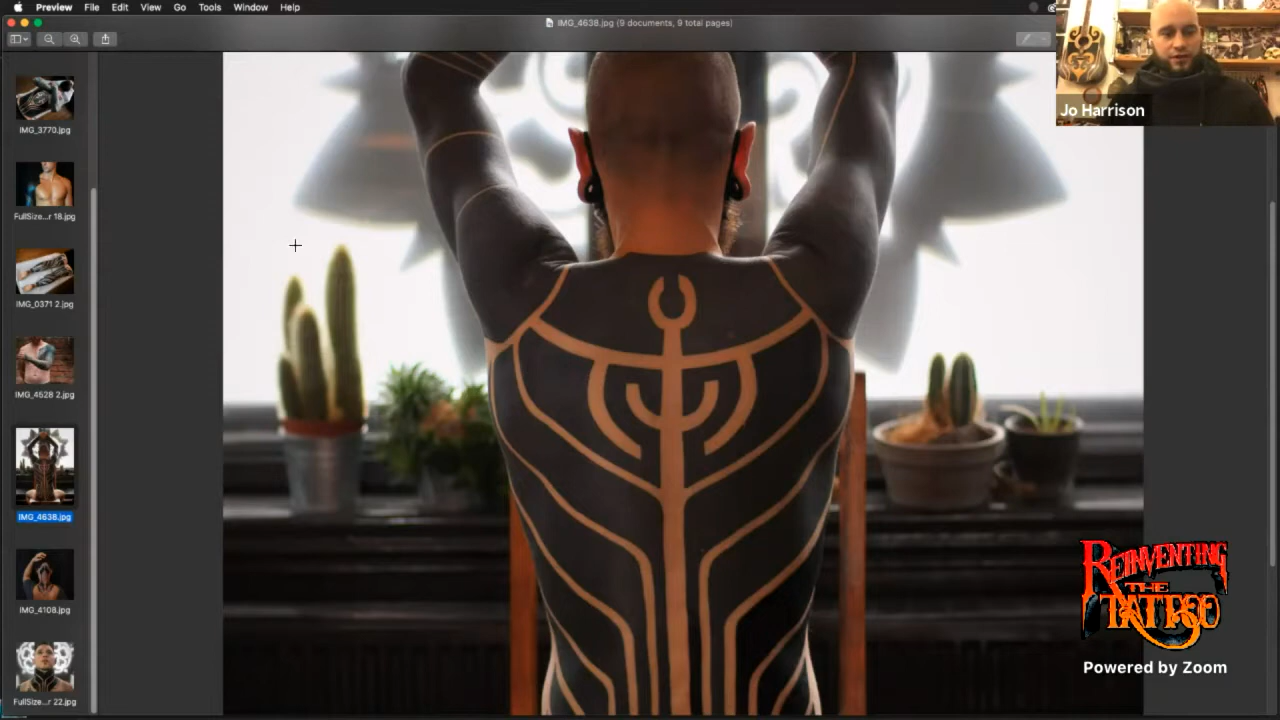 Preview File Edit View Go Tools Window Help
IMG_4638.jpg (9 documents, 9 total pages)
IMG_3770.jpg
FullSize...r 18.jpg
IMG_0371 2.jpg
IMG_4528 2.jpg
IMG_4638.jpg
IMG_4108.jpg
FullSize...r 22.jpg
Jo Harrison
REINVENTING
THE
TATTOO
Powered by Zoom